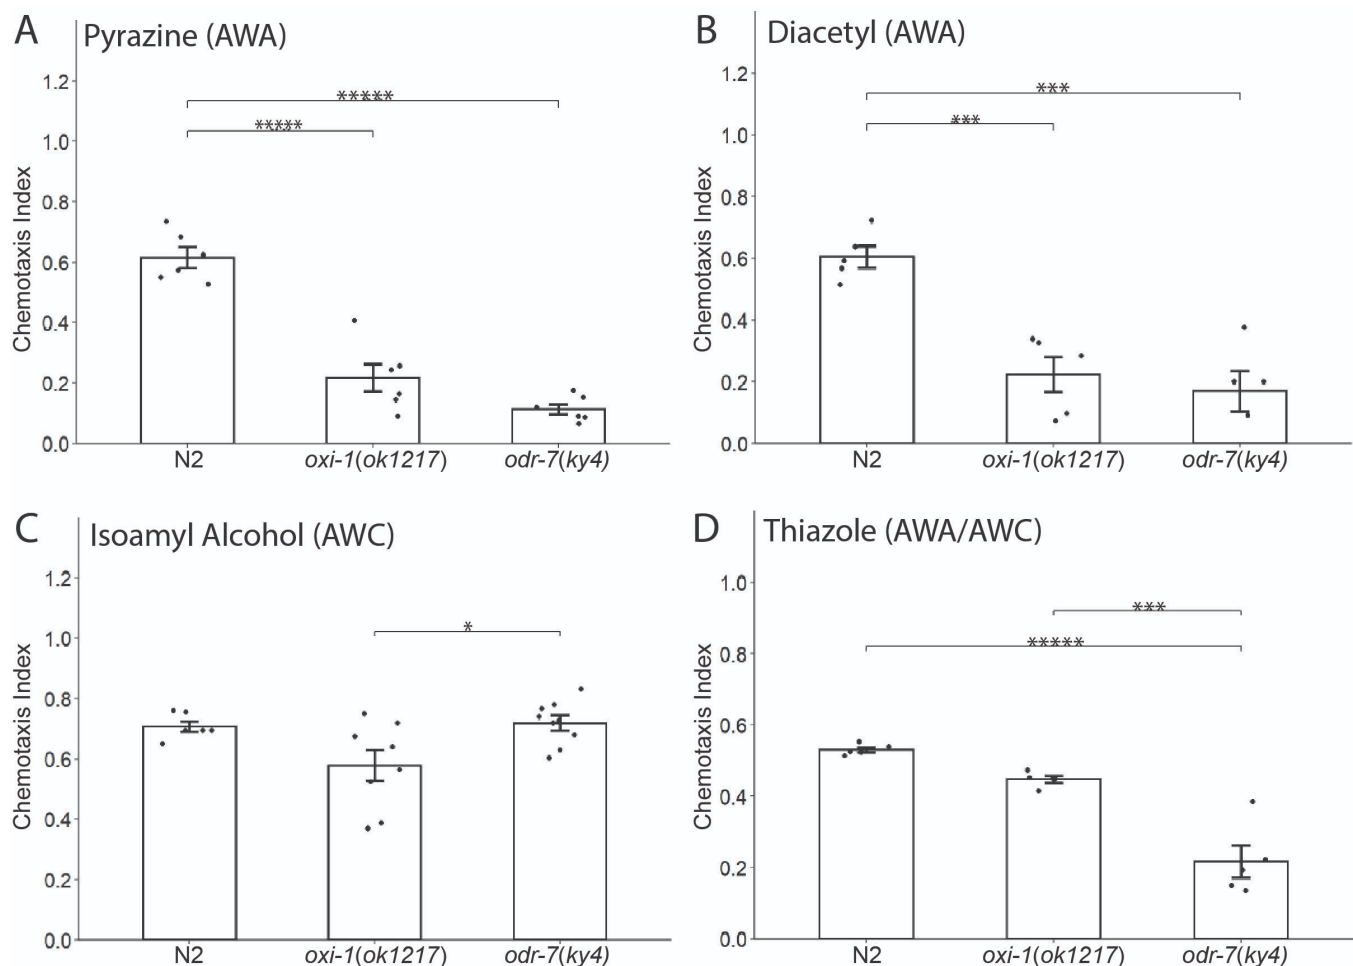 A Pyrazine (AWA)
Chemotaxis Index
1.2
1.0
0.8
0.6
0.4
0.2
0.0
*****
*****
N2 oxi-1(ok1217) odr-7(ky4)
B Diacetyl (AWA)
Chemotaxis Index
1.2
1.0
0.8
0.6
0.4
0.2
0.0
***
***
N2 oxi-1(ok1217) odr-7(ky4)
C Isoamyl Alcohol (AWC)
Chemotaxis Index
1.2
1.0
0.8
0.6
0.4
0.2
0.0
*
N2 oxi-1(ok1217) odr-7(ky4)
D Thiazole (AWA/AWC)
Chemotaxis Index
1.0
0.8
0.6
0.4
0.2
0.0
***
*****
N2 oxi-1(ok1217) odr-7(ky4)